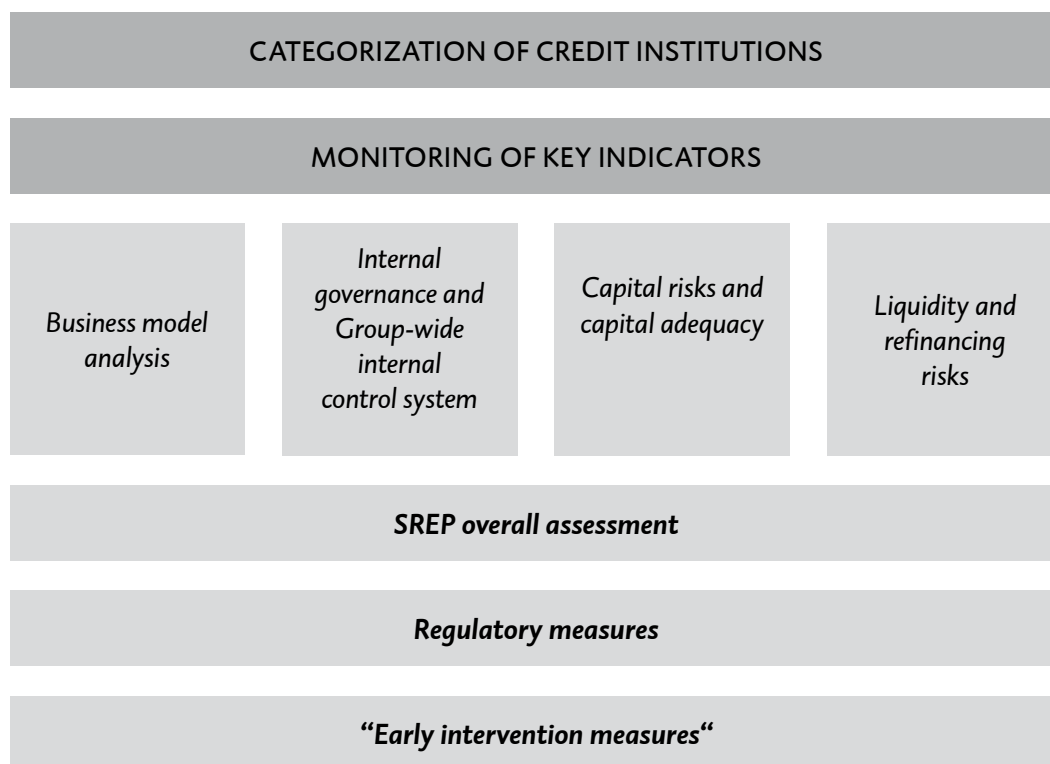 CATEGORIZATION OF CREDIT INSTITUTIONS
MONITORING OF KEY INDICATORS
Business model
analysis
Internal
governance and
Group-wide
internal
control system
Capital risks and
capital adequacy
Liquidity and
refinancing
risks
SREP overall assessment
Regulatory measures
“Early intervention measures“